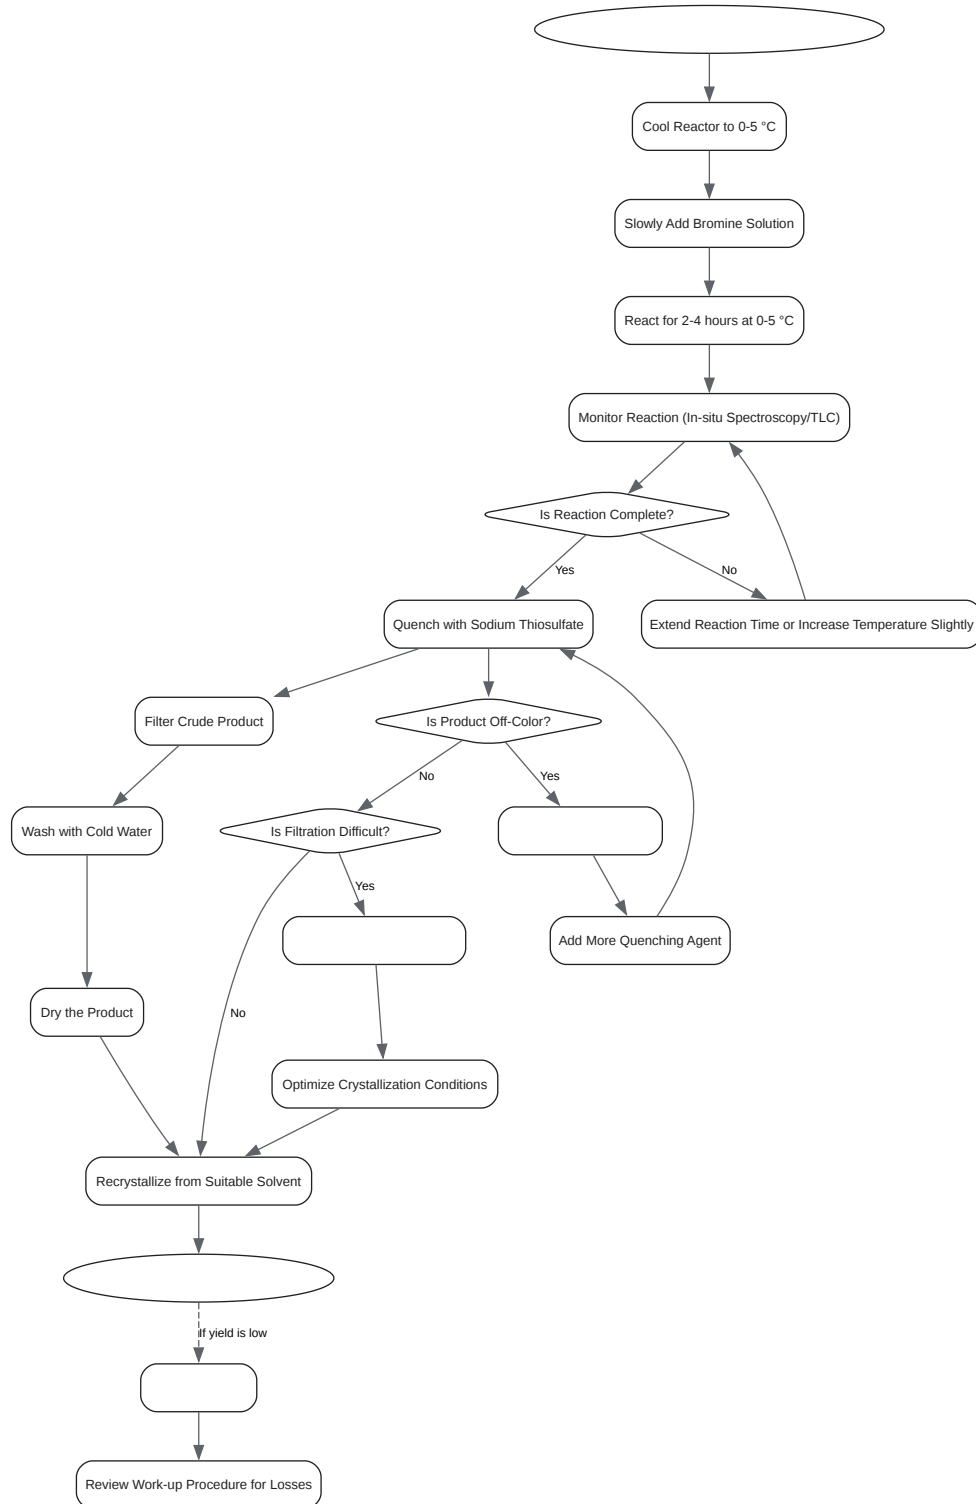 Cool Reactor to 0-5 °C
Slowly Add Bromine Solution
React for 2-4 hours at 0-5 °C
Monitor Reaction (In-situ Spectroscopy/TLC)
Is Reaction Complete?
Yes
No
Quench with Sodium Thiosulfate
Extend Reaction Time or Increase Temperature Slightly
Filter Crude Product
Is Product Off-Color?
No
Yes
Wash with Cold Water
Is Filtration Difficult?
Yes
Add More Quenching Agent
Dry the Product
No
Optimize Crystallization Conditions
Recrystallize from Suitable Solvent
If yield is low
Review Work-up Procedure for Losses